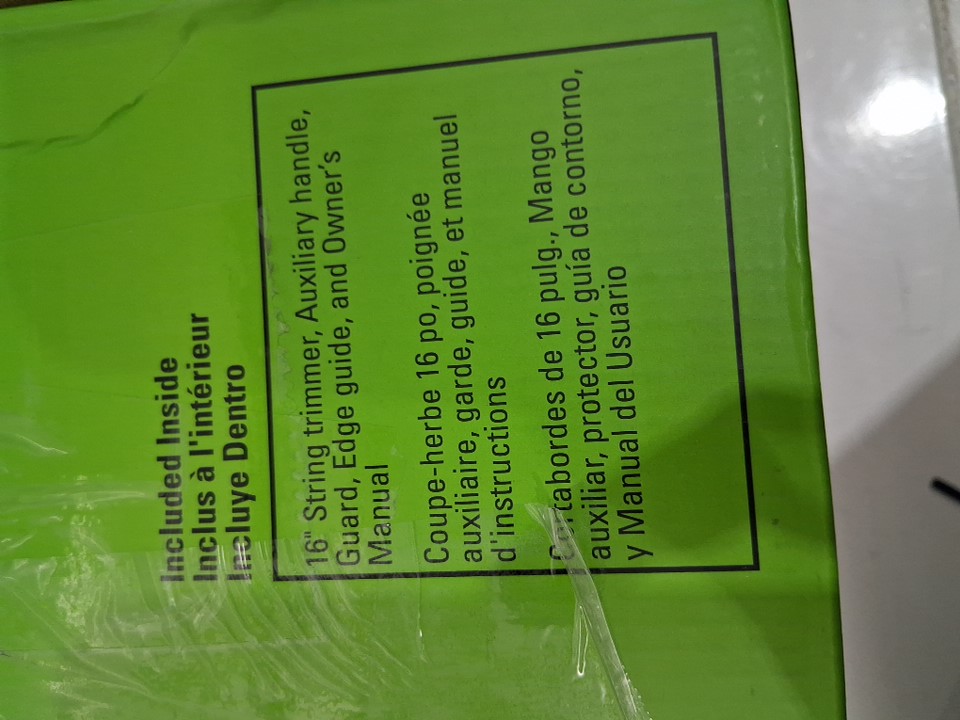 Included Inside
Inclus à l'intérieur
Incluye Dentro
16" String trimmer, Auxiliary handle,
Guard, Edge guide, and Owner's
Manual
Coupe-herbe 16 po, poignée
auxiliaire, garde, guide, et manuel
d'instructions
Cortabordes de 16 pulg., Mango
auxiliar, protector, guía de contorno,
y Manual del Usuario